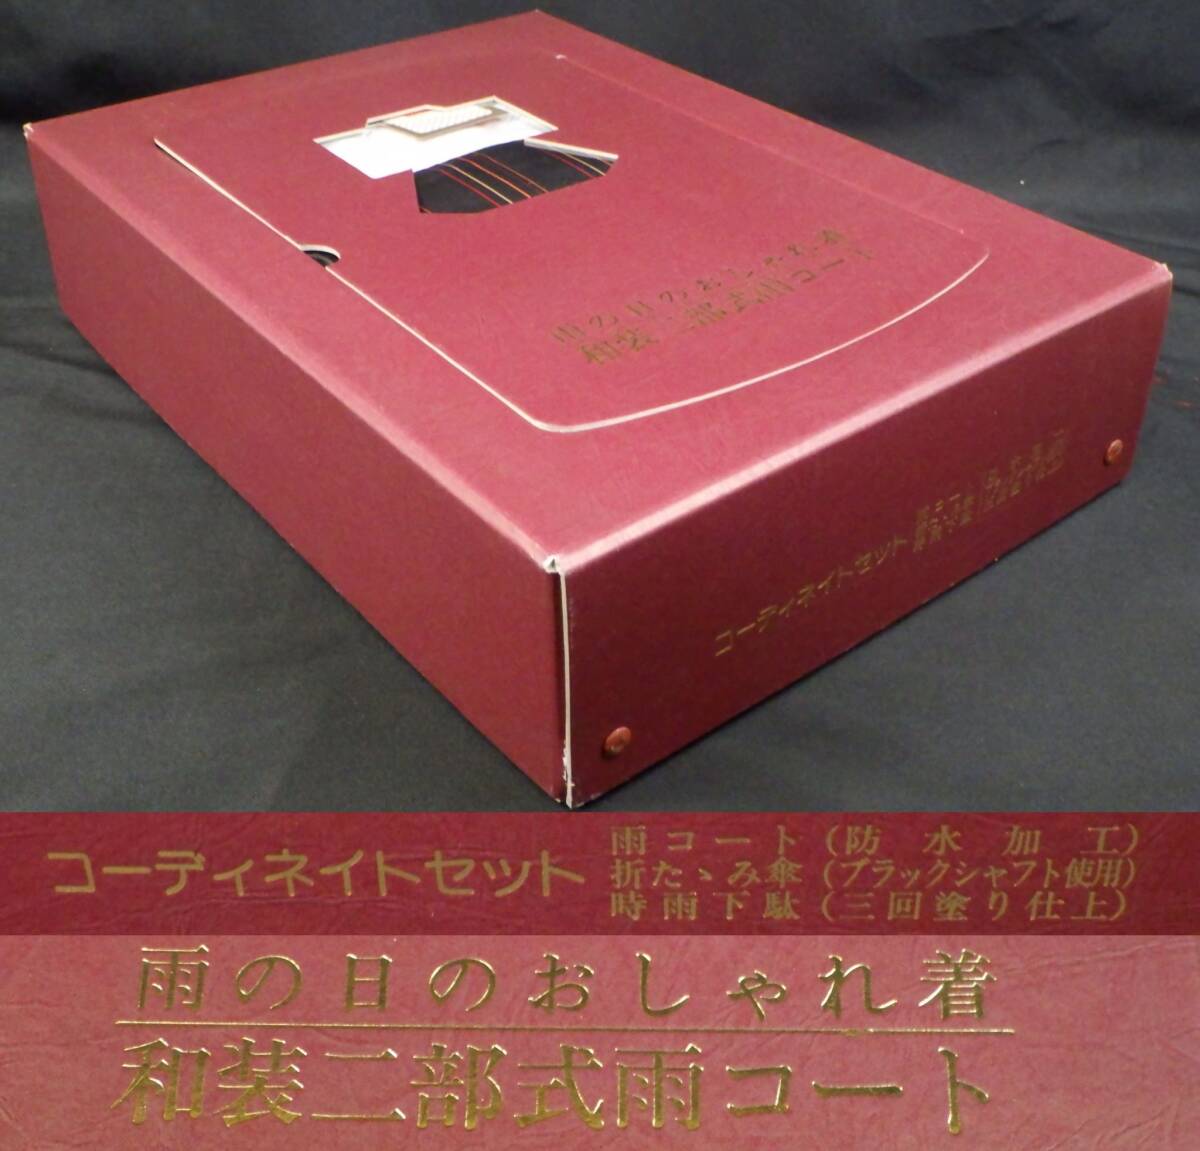 雨の日のおしゃれ着
和装二部式雨コート
コーディネイトセット
コーディネイトセット
雨コート(防水加工)
折たゝみ傘(ブラックシャフト使用)
時雨下駄(三回塗り仕上)
雨の日のおしゃれ着
和装二部式雨コート